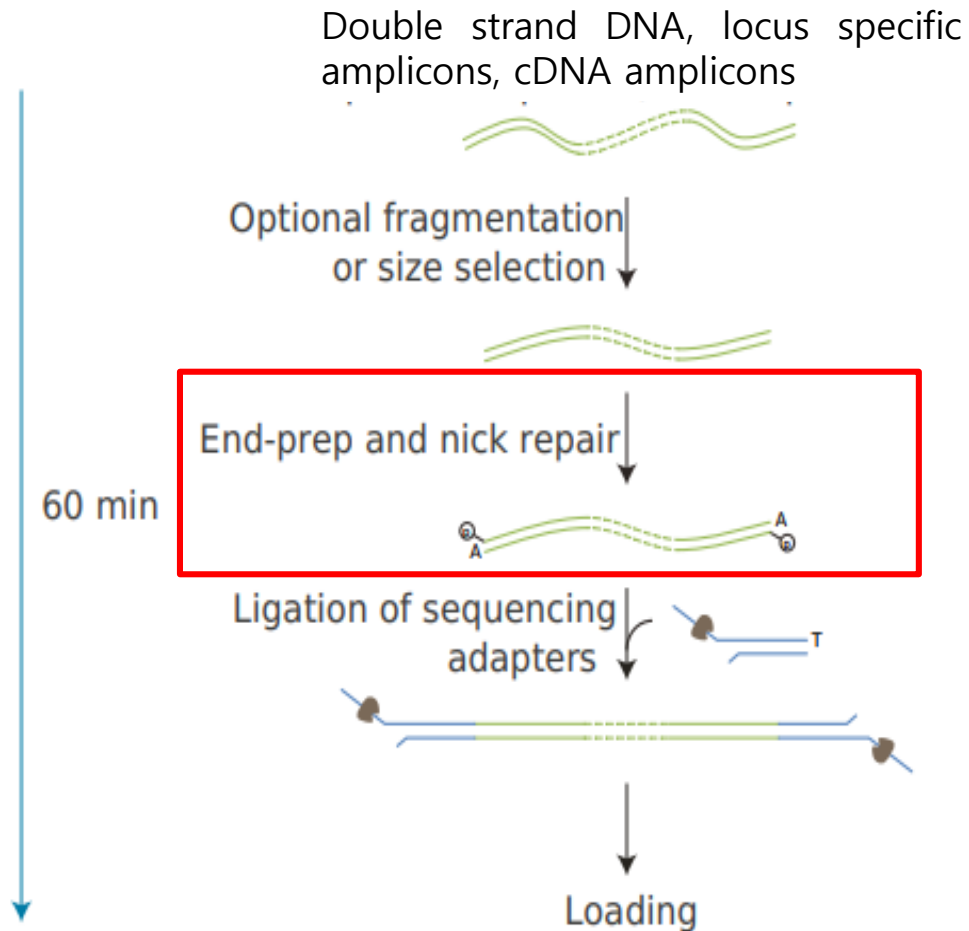 Double strand DNA, locus specific
amplicons, cDNA amplicons
Optional fragmentation
or size selection
End-prep and nick repair
60 min
P
A
A
P
Ligation of sequencing
adapters
T
Loading